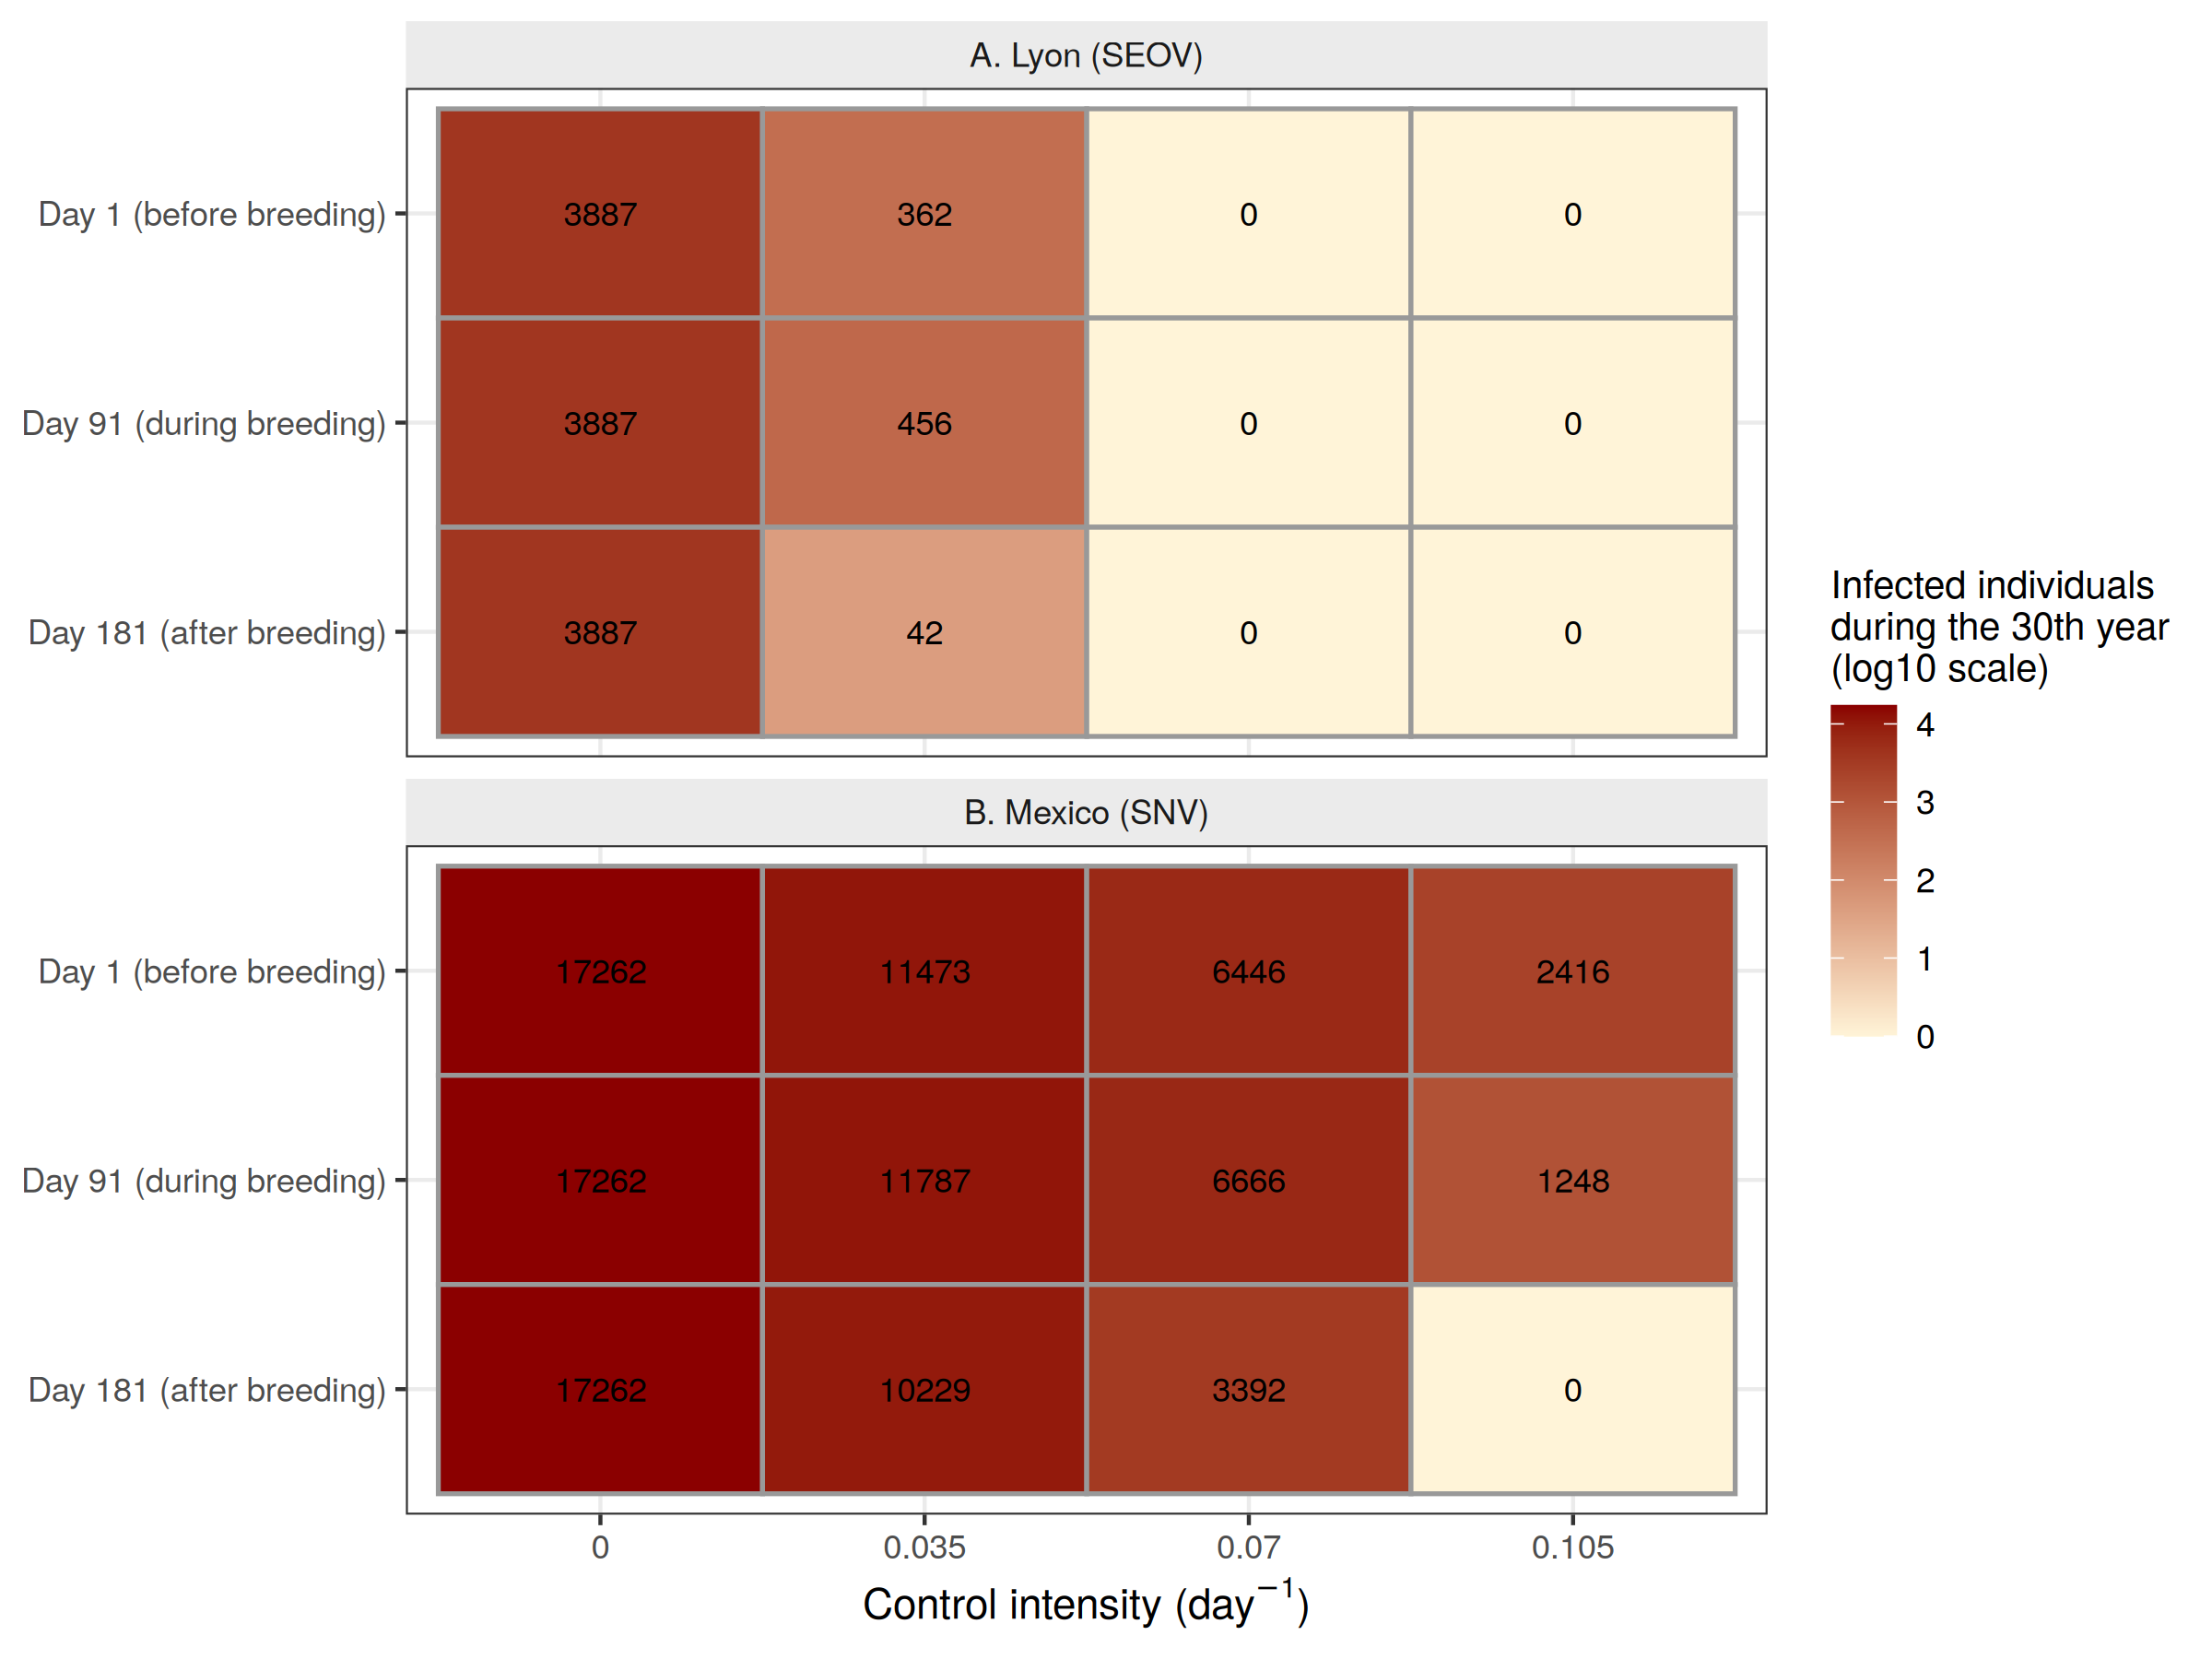 A. Lyon (SEOV)
Day 1 (before breeding) 3887 362 0 0
Day 91 (during breeding) 3887 456 0 0
Day 181 (after breeding) 3887 42 0 0
B. Mexico (SNV)
Day 1 (before breeding) 17262 11473 6446 2416
Day 91 (during breeding) 17262 11787 6666 1248
Day 181 (after breeding) 17262 10229 3392 0
0 0.035 0.07 0.105
Control intensity (day⁻¹)
Infected individuals
during the 30th year
(log10 scale)
4
3
2
1
0